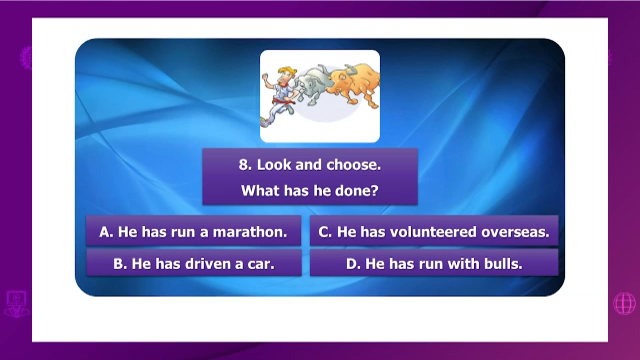 8. Look and choose.
What has he done?
A. He has run a marathon.
C. He has volunteered overseas.
B. He has driven a car.
D. He has run with bulls.